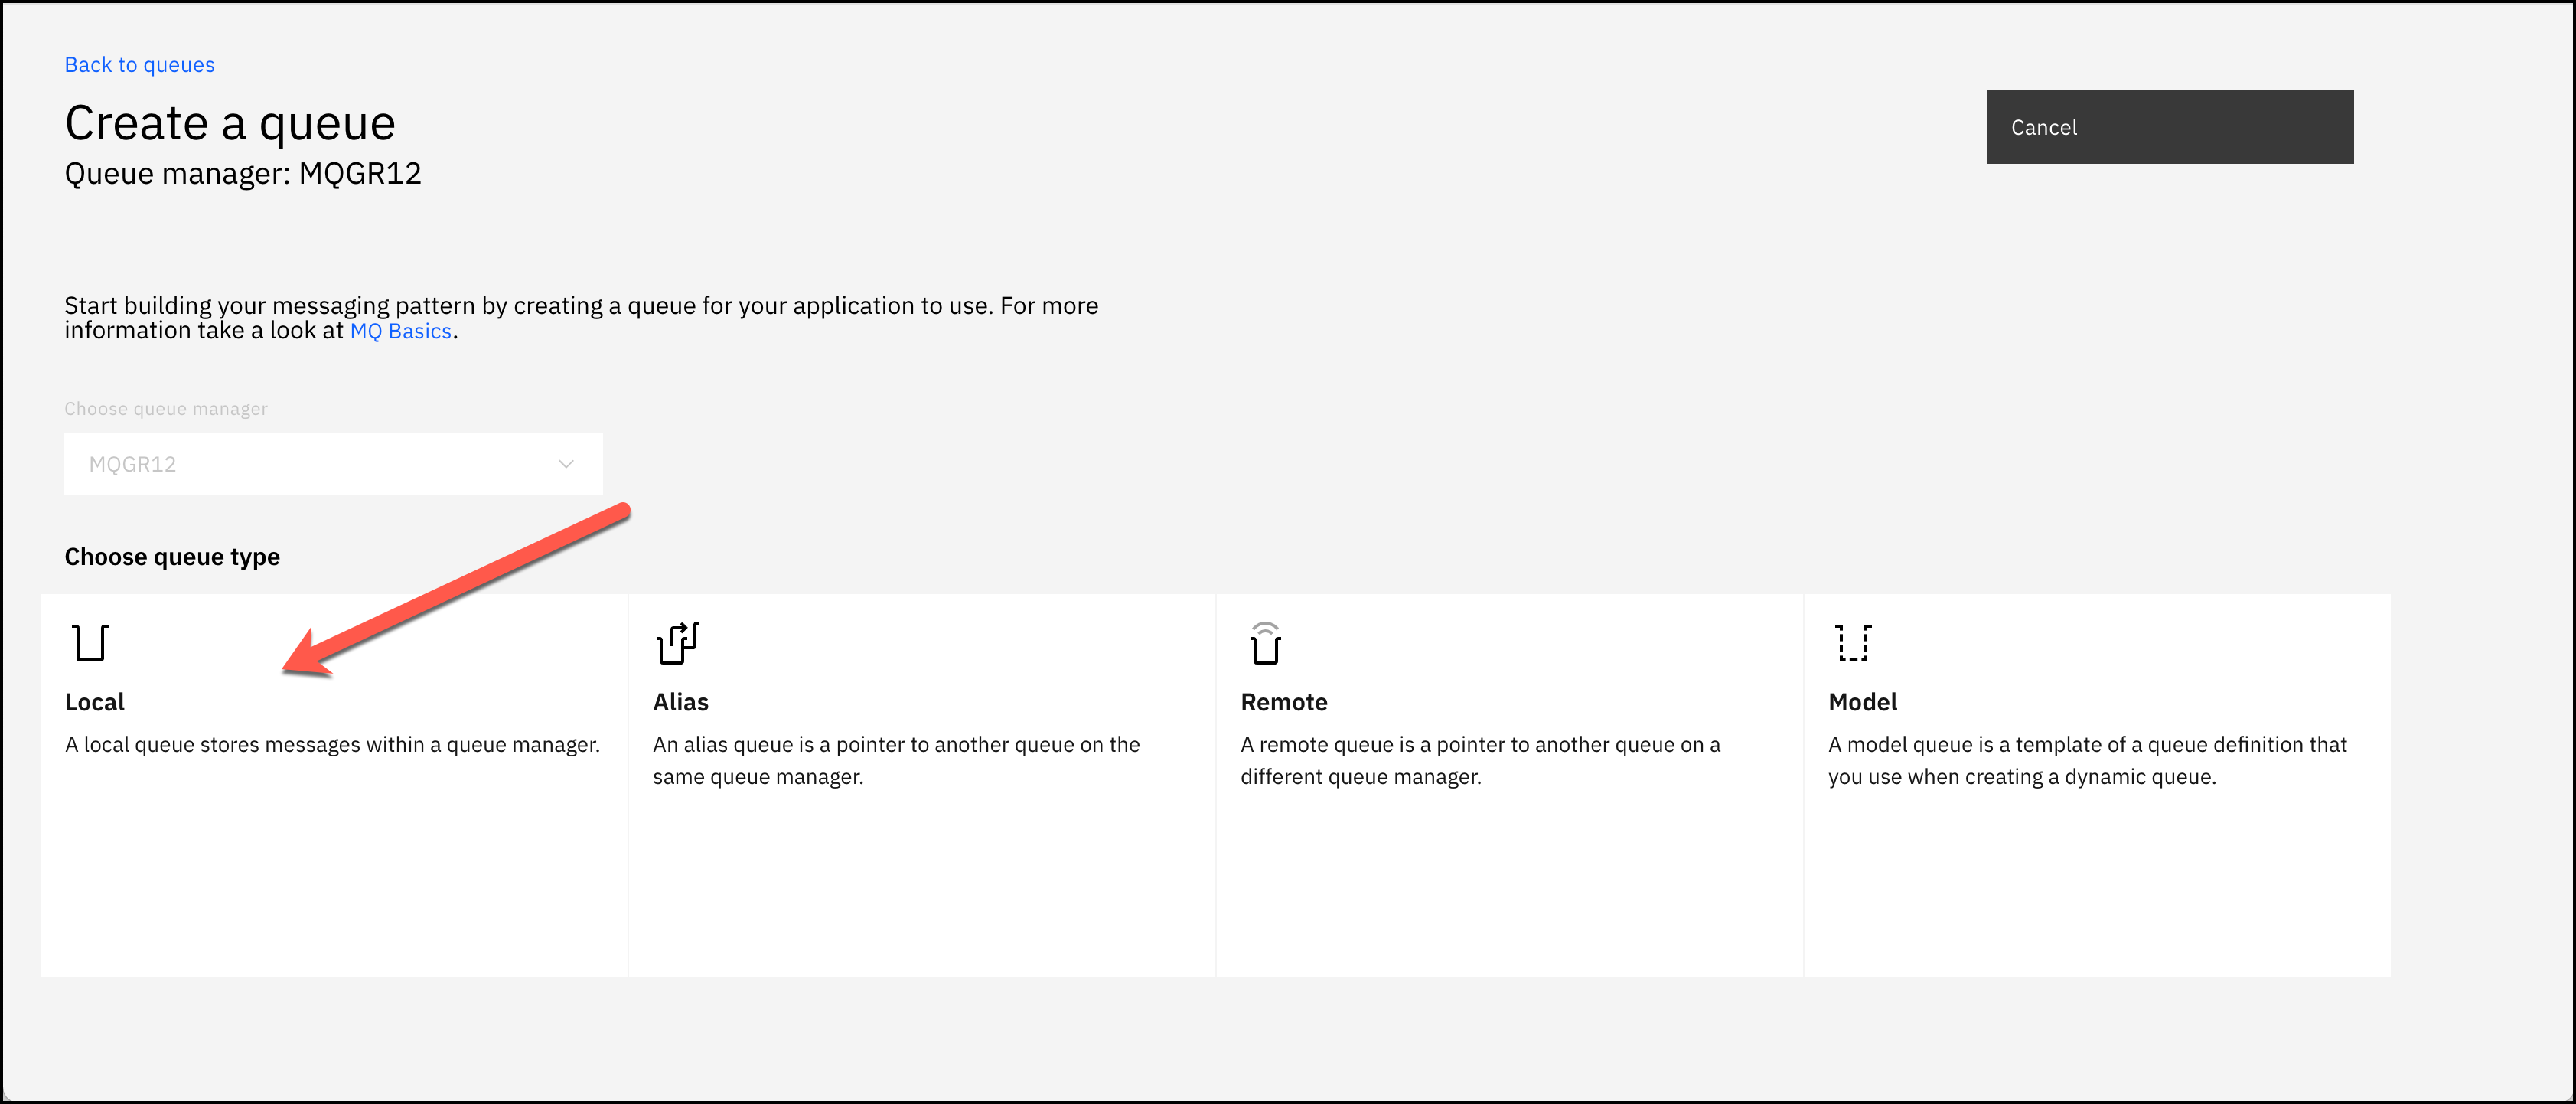 Back to queues
Create a queue
Queue manager: MQGR12
Cancel
Start building your messaging pattern by creating a queue for your application to use. For more
information take a look at MQ Basics.
Choose queue manager
MQGR12
Choose queue type
Local
A local queue stores messages within a queue manager.
Alias
An alias queue is a pointer to another queue on the
same queue manager.
Remote
A remote queue is a pointer to another queue on a
different queue manager.
Model
A model queue is a template of a queue definition that
you use when creating a dynamic queue.